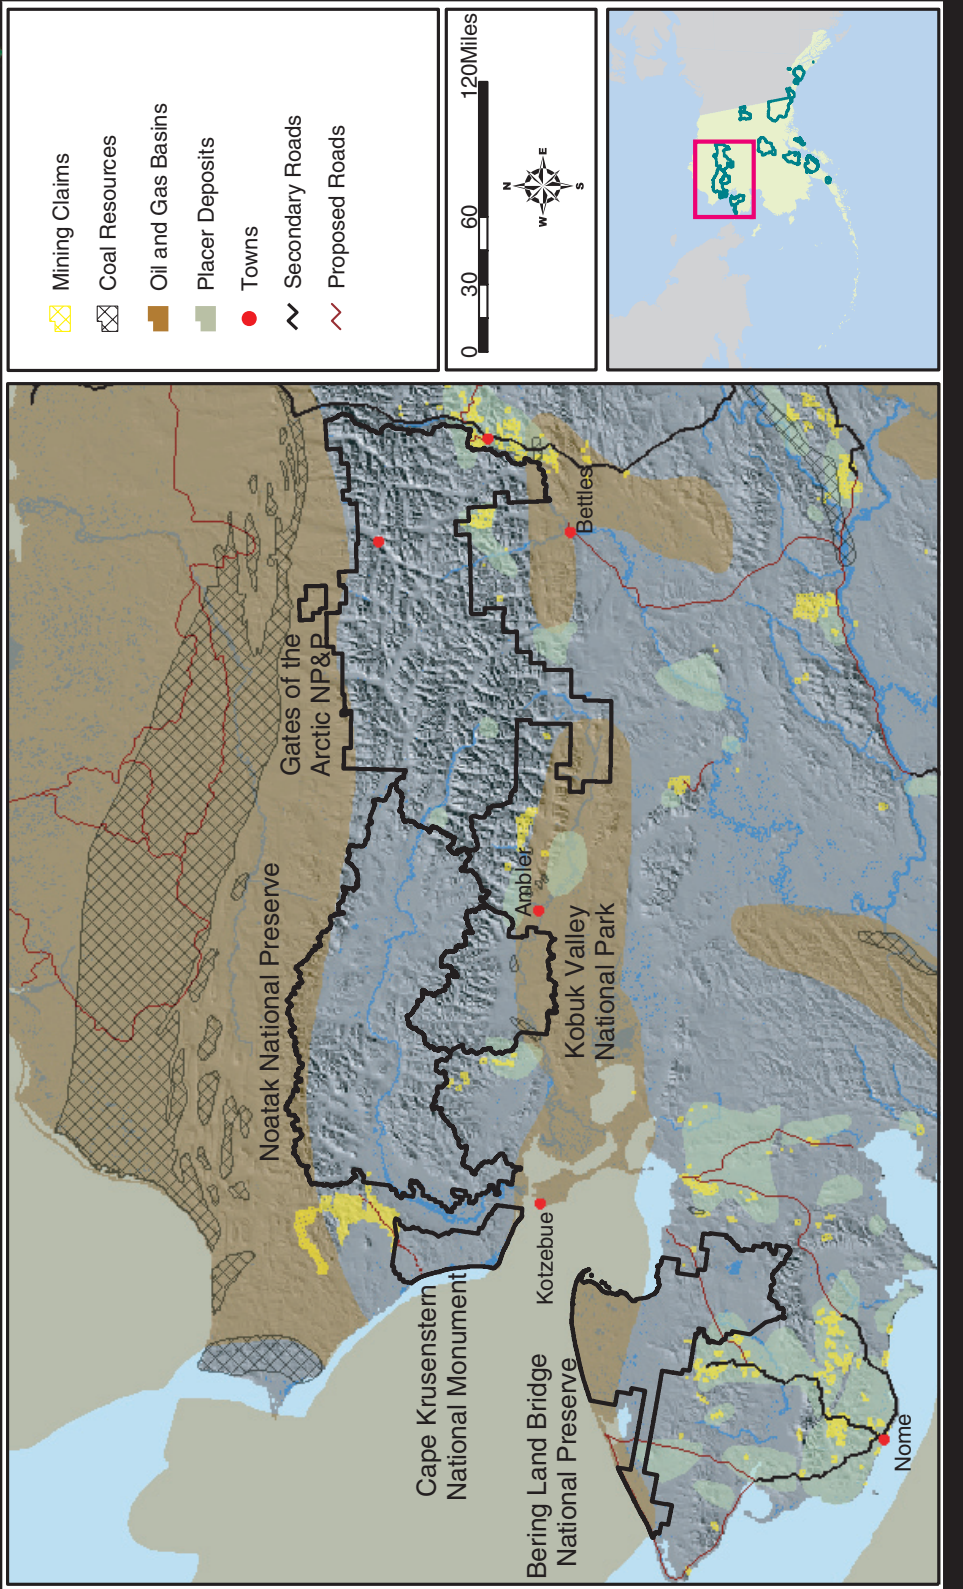 Mining Claims
Coal Resources
Oil and Gas Basins
Placer Deposits
Towns
Secondary Roads
Proposed Roads
0 30 60 120Miles
N
W E
S
Noatak National Preserve
Gates of the
Arctic NP&P
Cape Krusenstern
National Monument
Kotzebue
Kobuk Valley
National Park
Ambler
Bettles
Bering Land Bridge
National Preserve
Nome